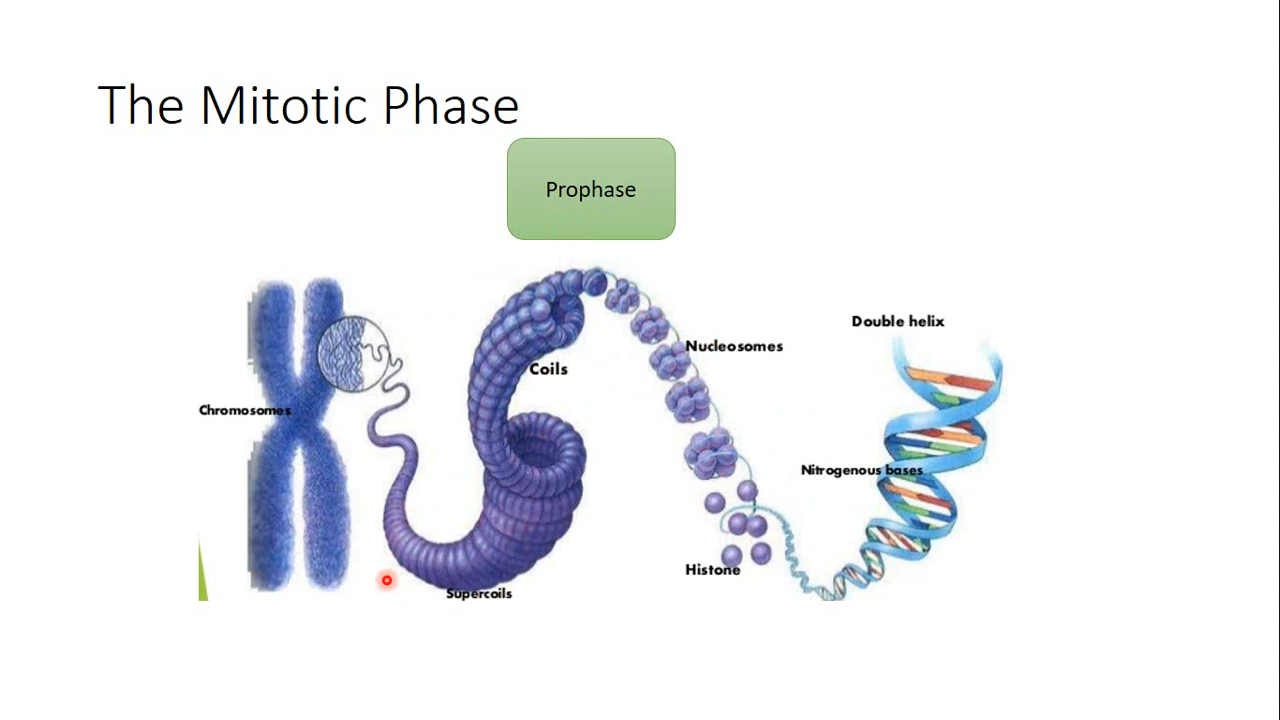 The Mitotic Phase
Prophase
Double helix
Nucleosomes
Coils
Chromosomes
Nitrogenous bases
Histone
Supercoils